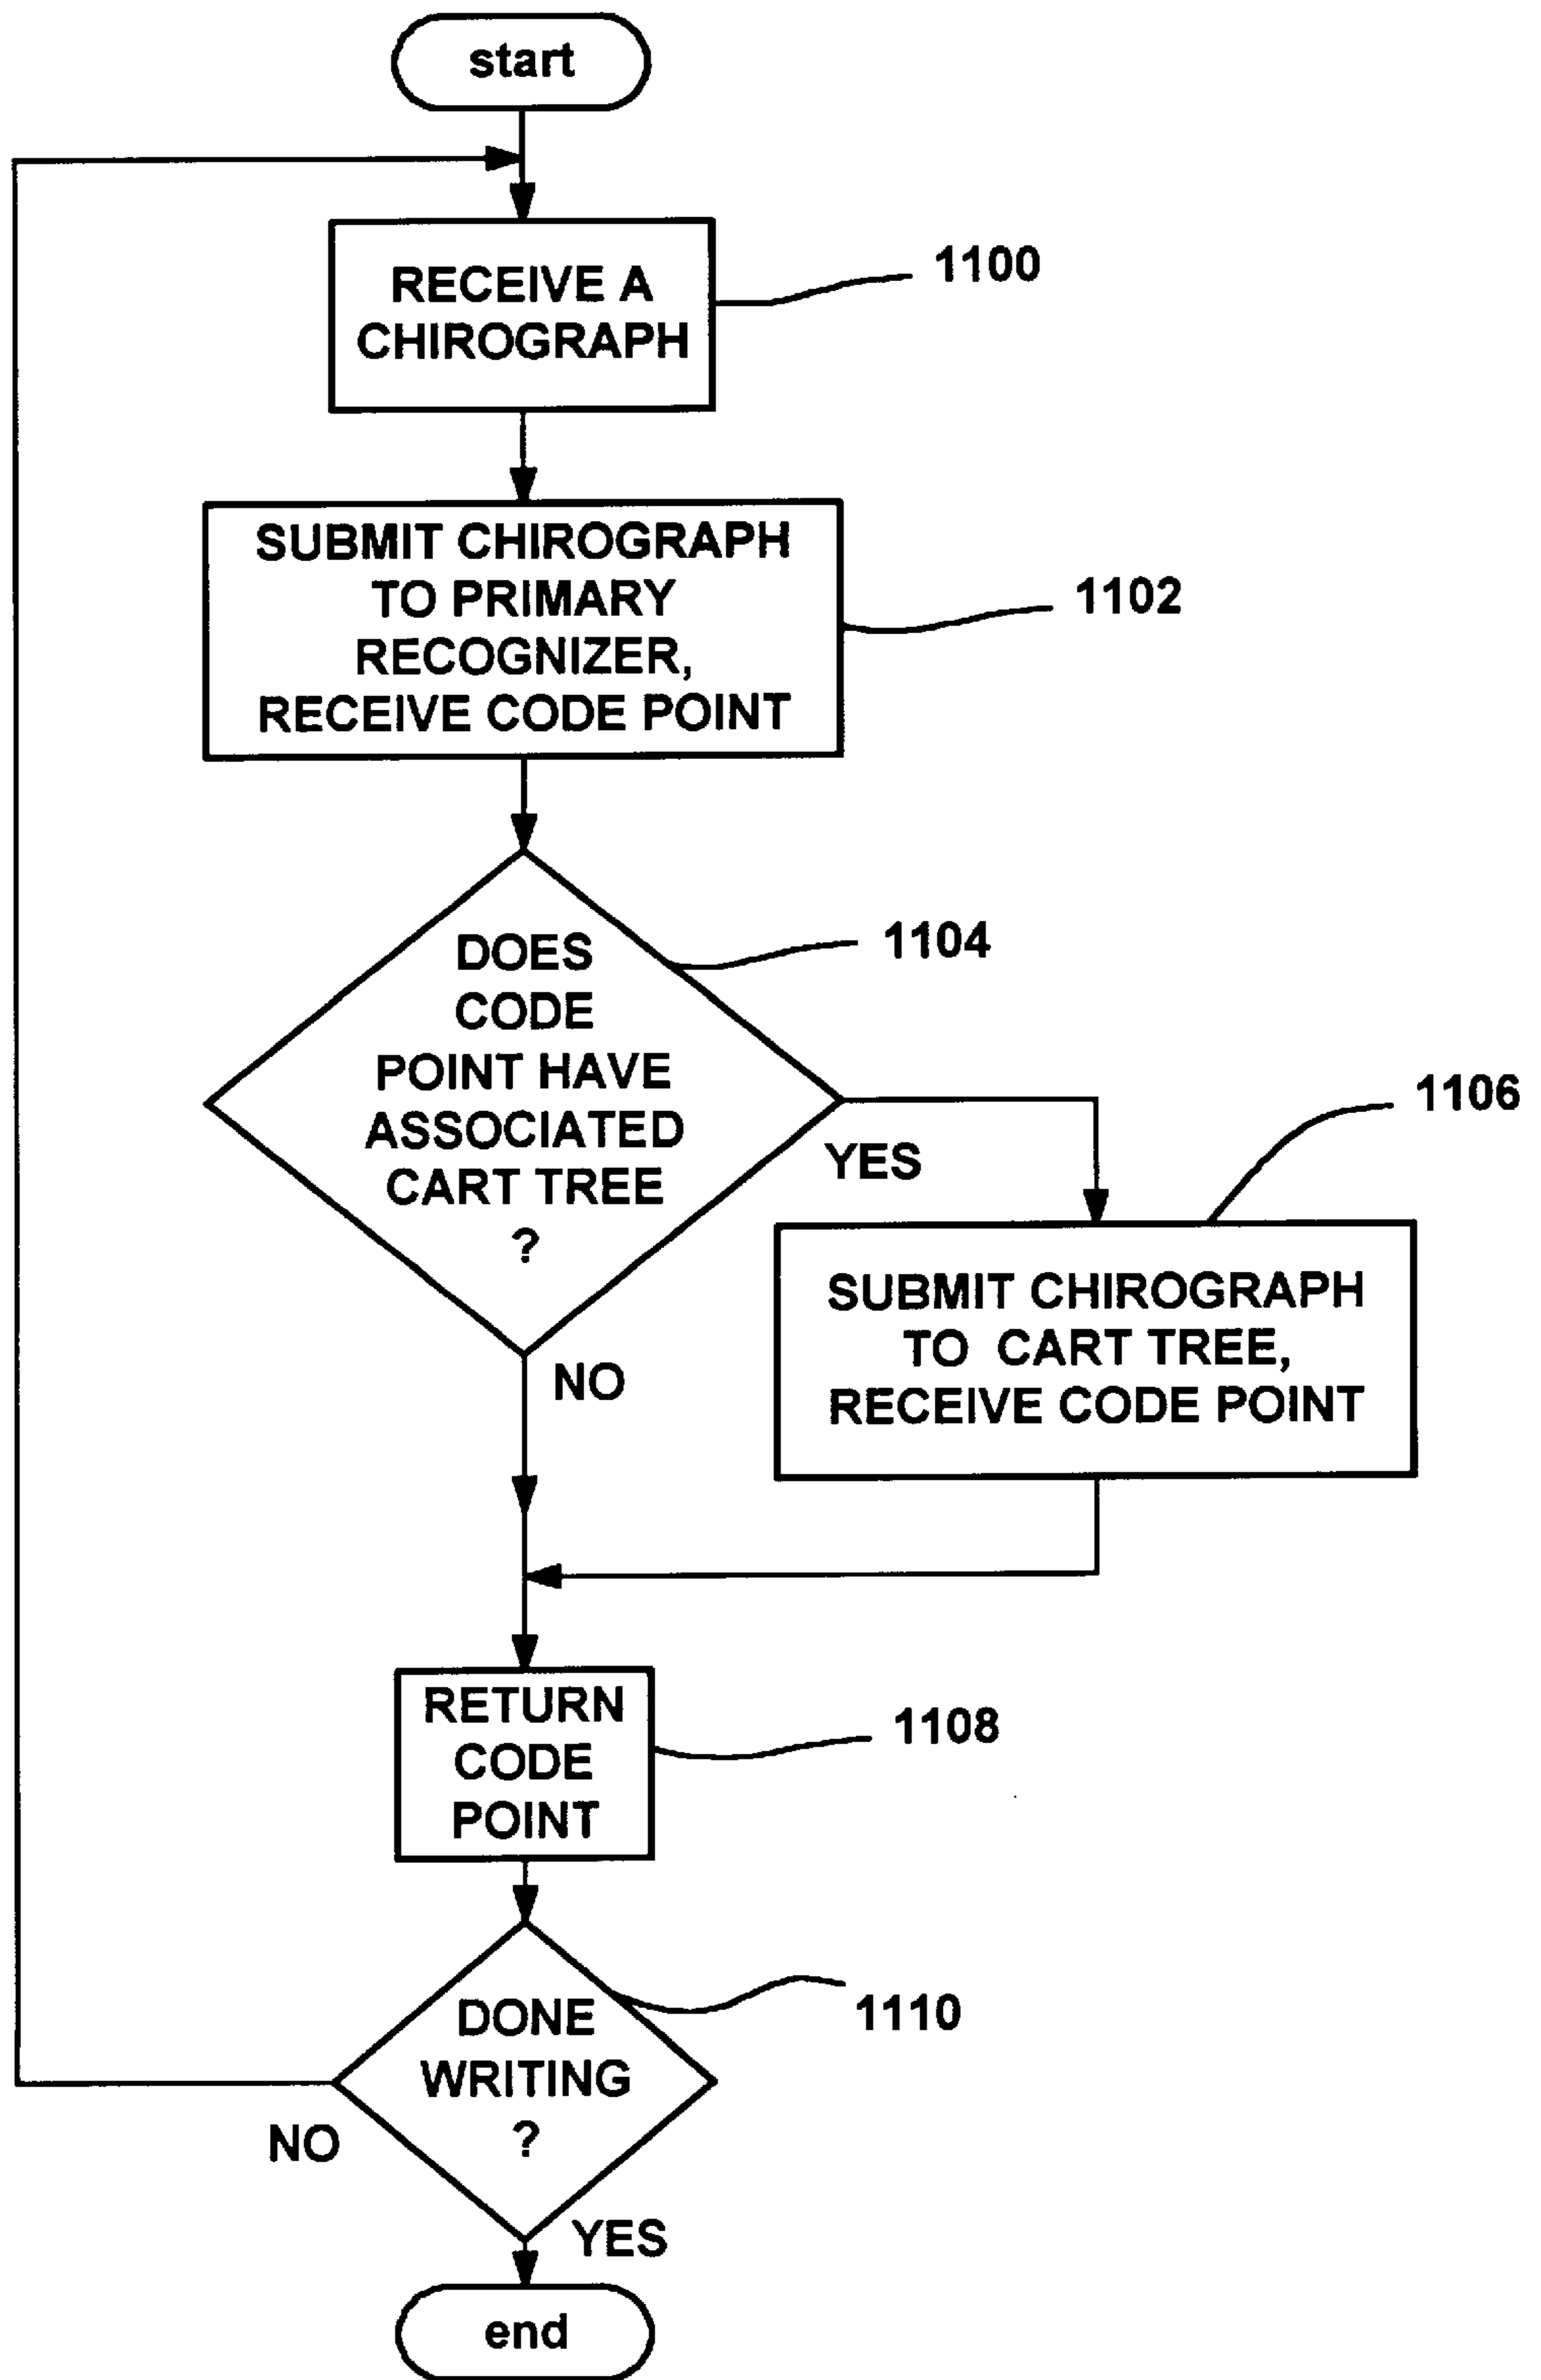 start
RECEIVE A
CHIROGRAPH
1100
SUBMIT CHIROGRAPH
TO PRIMARY
RECOGNIZER,
RECEIVE CODE POINT
1102
DOES
CODE
POINT HAVE
ASSOCIATED
CART TREE
?
1104
YES
NO
SUBMIT CHIROGRAPH
TO CART TREE,
RECEIVE CODE POINT
1106
RETURN
CODE
POINT
1108
DONE
WRITING
?
1110
NO
YES
end